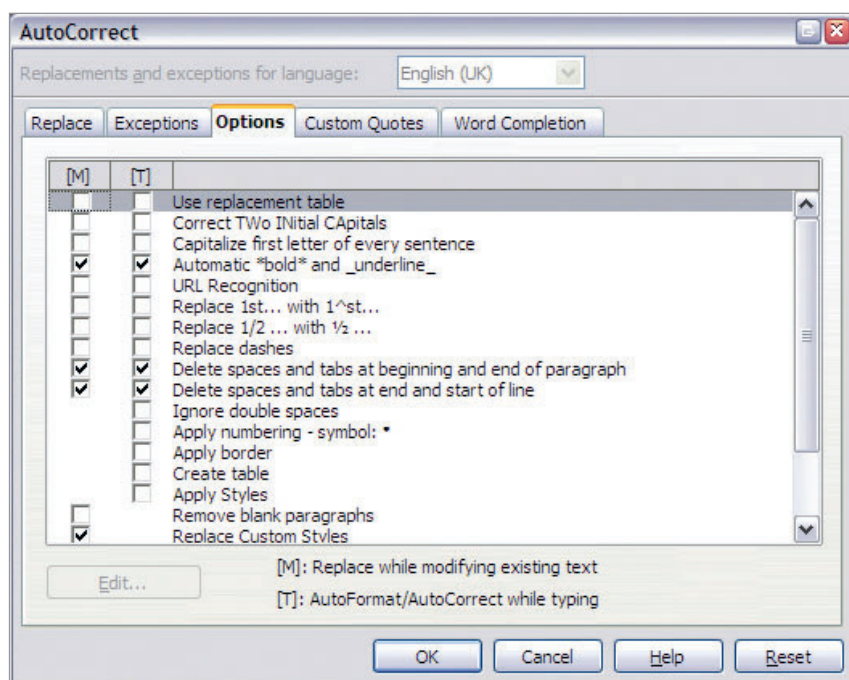 AutoCorrect
Replacements and exceptions for language: English (UK)
Replace Exceptions Options Custom Quotes Word Completion
[M] [T]
Use replacement table
Correct TWo INitial CApitals
Capitalize first letter of every sentence
Automatic *bold* and _underline_
URL Recognition
Replace 1st... with 1^st...
Replace 1/2 ... with ½ ...
Replace dashes
Delete spaces and tabs at beginning and end of paragraph
Delete spaces and tabs at end and start of line
Ignore double spaces
Apply numbering - symbol: •
Apply border
Create table
Apply Styles
Remove blank paragraphs
Replace Custom Styles
Edit... [M]: Replace while modifying existing text
[T]: AutoFormat/AutoCorrect while typing
OK Cancel Help Reset